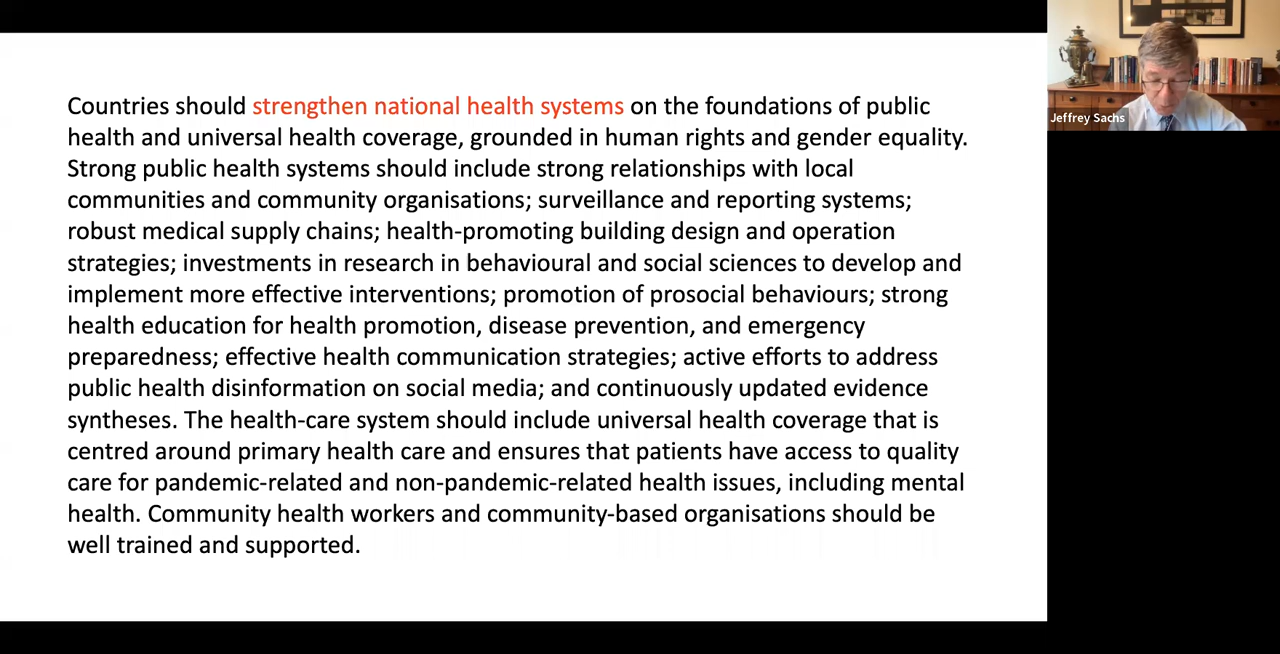 Countries should strengthen national health systems on the foundations of public
health and universal health coverage, grounded in human rights and gender equality.
Strong public health systems should include strong relationships with local
communities and community organisations; surveillance and reporting systems;
robust medical supply chains; health-promoting building design and operation
strategies; investments in research in behavioural and social sciences to develop and
implement more effective interventions; promotion of prosocial behaviours; strong
health education for health promotion, disease prevention, and emergency
preparedness; effective health communication strategies; active efforts to address
public health disinformation on social media; and continuously updated evidence
syntheses. The health-care system should include universal health coverage that is
centred around primary health care and ensures that patients have access to quality
care for pandemic-related and non-pandemic-related health issues, including mental
health. Community health workers and community-based organisations should be
well trained and supported.
Jeffrey Sachs